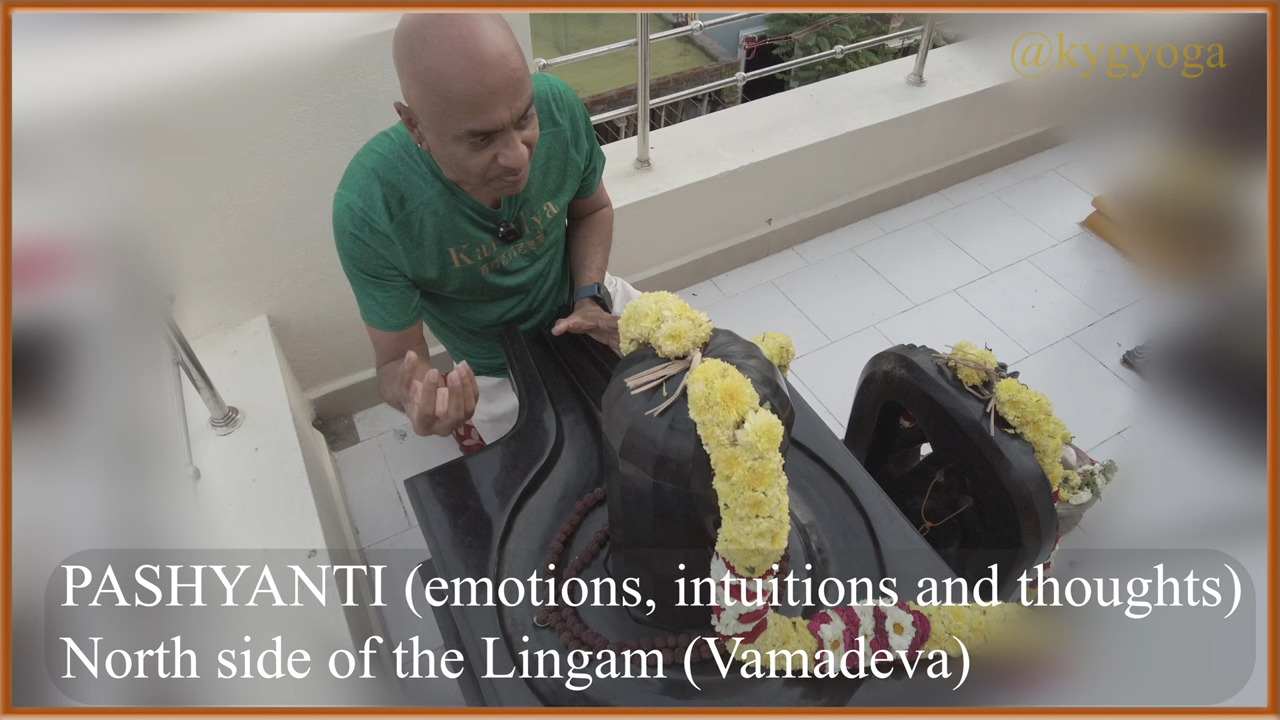 @kygyoga
PASHYANTI (emotions, intuitions and thoughts)
North side of the Lingam (Vamadeva)